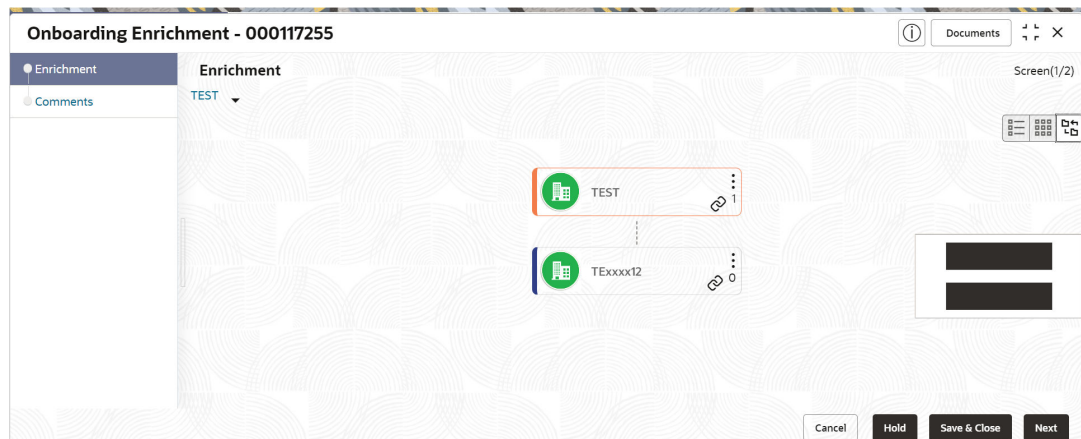 Onboarding Enrichment - 000117255
Documents
Enrichment
Comments
Enrichment
Screen(1/2)
TEST
TEST
1
TExxxx12
0
Cancel
Hold
Save & Close
Next